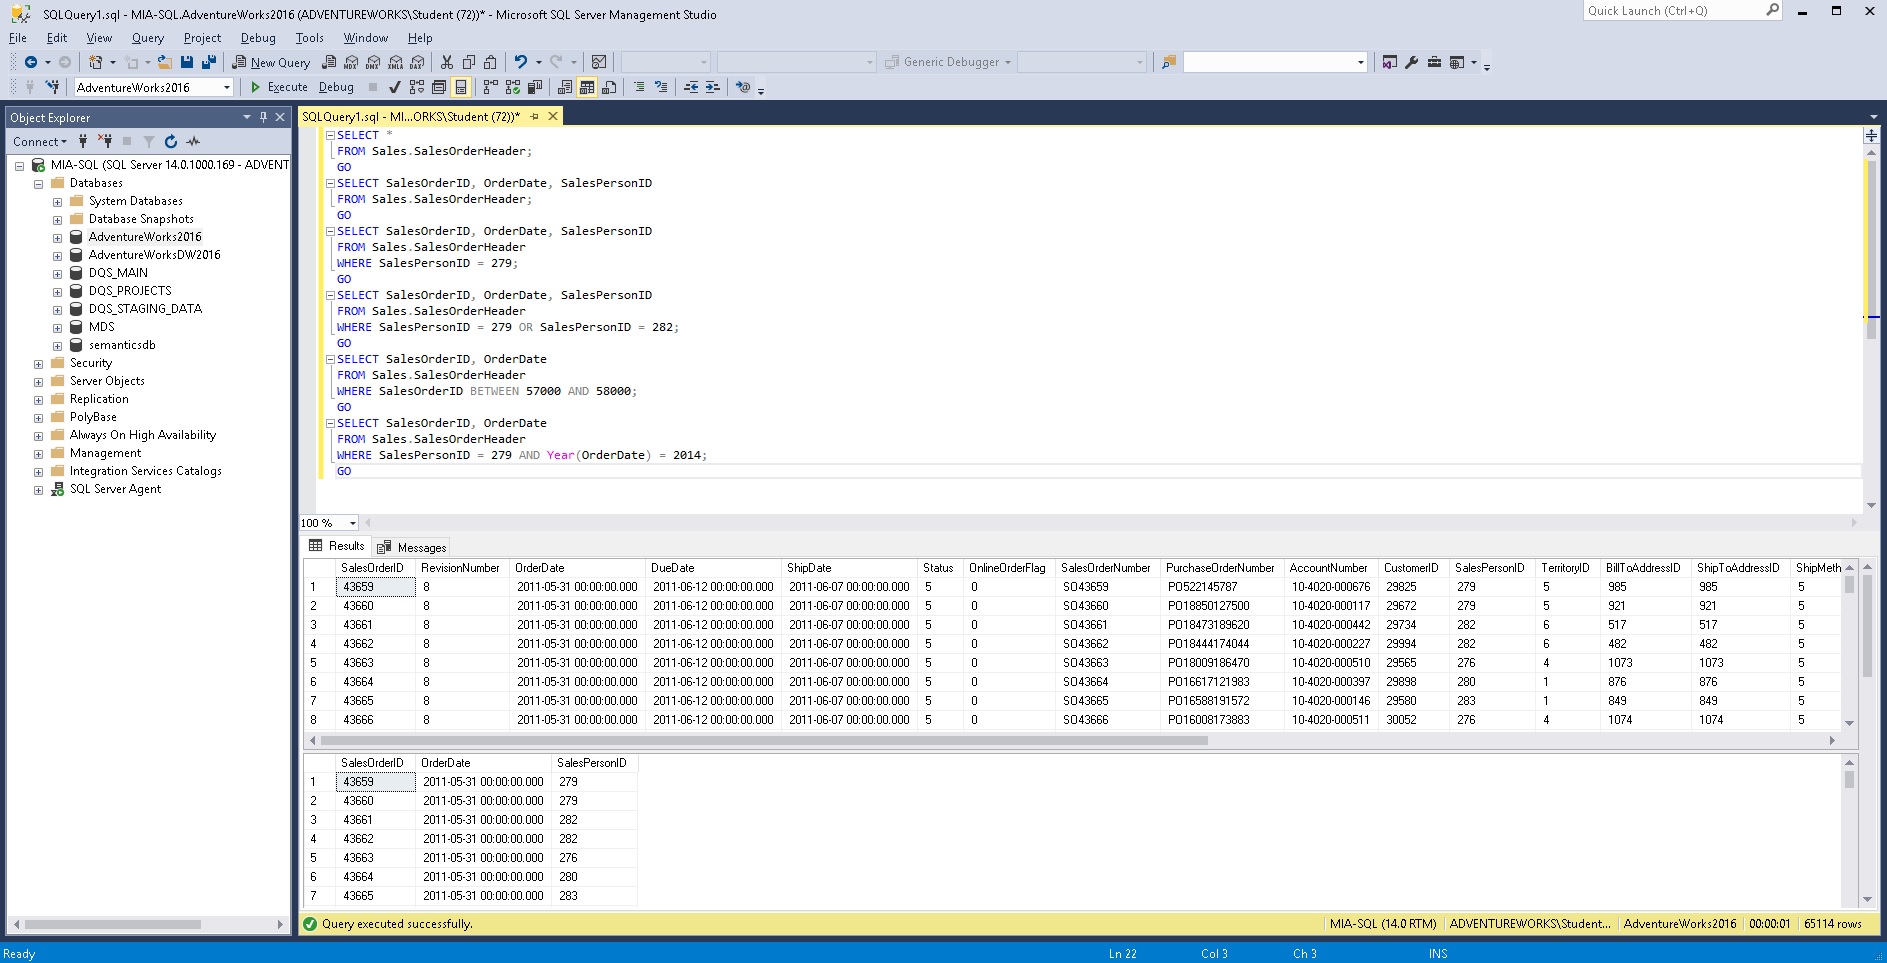 SQLQuery1.sql - MIA-SQL.AdventureWorks2016 (ADVENTUREWORKS\Student (72))* - Microsoft SQL Server Management Studio
Quick Launch (Ctrl+Q)
File Edit View Query Project Debug Tools Window Help
New Query MDX DMX XMLA DAX Generic Debugger
AdventureWorks2016 Execute Debug
Object Explorer
Connect
MIA-SQL (SQL Server 14.0.1000.169 - ADVENT
Databases
System Databases
Database Snapshots
AdventureWorks2016
AdventureWorksDW2016
DQS_MAIN
DQS_PROJECTS
DQS_STAGING_DATA
MDS
semanticsdb
Security
Server Objects
Replication
PolyBase
Always On High Availability
Management
Integration Services Catalogs
SQL Server Agent
SQLQuery1.sql - MI...ORKS\Student (72))*
SELECT *
FROM Sales.SalesOrderHeader;
GO
SELECT SalesOrderID, OrderDate, SalesPersonID
FROM Sales.SalesOrderHeader;
GO
SELECT SalesOrderID, OrderDate, SalesPersonID
FROM Sales.SalesOrderHeader
WHERE SalesPersonID = 279;
GO
SELECT SalesOrderID, OrderDate, SalesPersonID
FROM Sales.SalesOrderHeader
WHERE SalesPersonID = 279 OR SalesPersonID = 282;
GO
SELECT SalesOrderID, OrderDate
FROM Sales.SalesOrderHeader
WHERE SalesOrderID BETWEEN 57000 AND 58000;
GO
SELECT SalesOrderID, OrderDate
FROM Sales.SalesOrderHeader
WHERE SalesPersonID = 279 AND Year(OrderDate) = 2014;
GO
100 %
Results Messages
SalesOrderID RevisionNumber OrderDate DueDate ShipDate Status OnlineOrderFlag SalesOrderNumber PurchaseOrderNumber AccountNumber CustomerID SalesPersonID TerritoryID BillToAddressID ShipToAddressID ShipMeth
1 43659 8 2011-05-31 00:00:00.000 2011-06-12 00:00:00.000 2011-06-07 00:00:00.000 5 0 SO43659 PO522145787 10-4020-000676 29825 279 5 985 985 5
2 43660 8 2011-05-31 00:00:00.000 2011-06-12 00:00:00.000 2011-06-07 00:00:00.000 5 0 SO43660 PO18850127500 10-4020-000117 29672 279 5 921 921 5
3 43661 8 2011-05-31 00:00:00.000 2011-06-12 00:00:00.000 2011-06-07 00:00:00.000 5 0 SO43661 PO18473189620 10-4020-000442 29734 282 6 517 517 5
4 43662 8 2011-05-31 00:00:00.000 2011-06-12 00:00:00.000 2011-06-07 00:00:00.000 5 0 SO43662 PO18444174044 10-4020-000227 29994 282 6 482 482 5
5 43663 8 2011-05-31 00:00:00.000 2011-06-12 00:00:00.000 2011-06-07 00:00:00.000 5 0 SO43663 PO18009186470 10-4020-000510 29565 276 4 1073 1073 5
6 43664 8 2011-05-31 00:00:00.000 2011-06-12 00:00:00.000 2011-06-07 00:00:00.000 5 0 SO43664 PO16617121983 10-4020-000397 29898 280 1 876 876 5
7 43665 8 2011-05-31 00:00:00.000 2011-06-12 00:00:00.000 2011-06-07 00:00:00.000 5 0 SO43665 PO16588191572 10-4020-000146 29580 283 1 849 849 5
8 43666 8 2011-05-31 00:00:00.000 2011-06-12 00:00:00.000 2011-06-07 00:00:00.000 5 0 SO43666 PO16008173883 10-4020-000511 30052 276 4 1074 1074 5
SalesOrderID OrderDate SalesPersonID
1 43659 2011-05-31 00:00:00.000 279
2 43660 2011-05-31 00:00:00.000 279
3 43661 2011-05-31 00:00:00.000 282
4 43662 2011-05-31 00:00:00.000 282
5 43663 2011-05-31 00:00:00.000 276
6 43664 2011-05-31 00:00:00.000 280
7 43665 2011-05-31 00:00:00.000 283
Query executed successfully. MIA-SQL (14.0 RTM) ADVENTUREWORKS\Student... AdventureWorks2016 00:00:01 65114 rows
Ready Ln 22 Col 3 Ch 3 INS